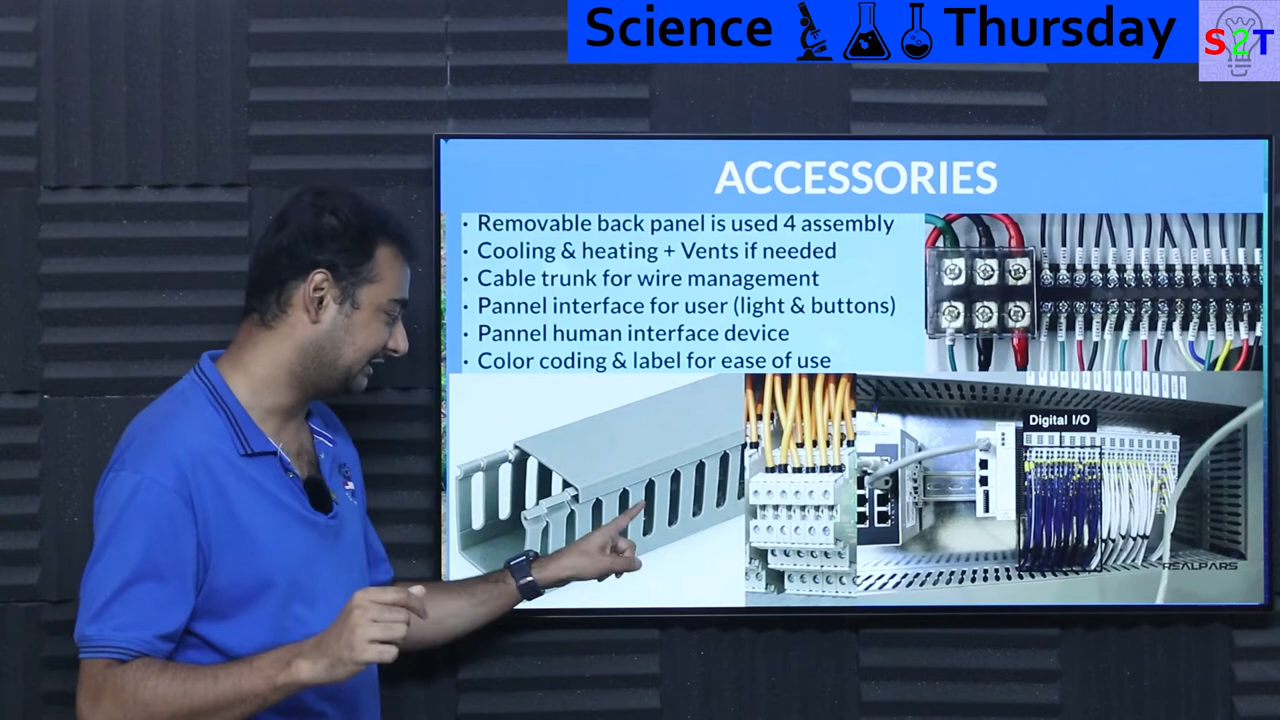 Science Thursday
S2T
ACCESSORIES
· Removable back panel is used 4 assembly
· Cooling & heating + Vents if needed
· Cable trunk for wire management
· Pannel interface for user (light & buttons)
· Pannel human interface device
· Color coding & label for ease of use
Digital I/O
REALPARS